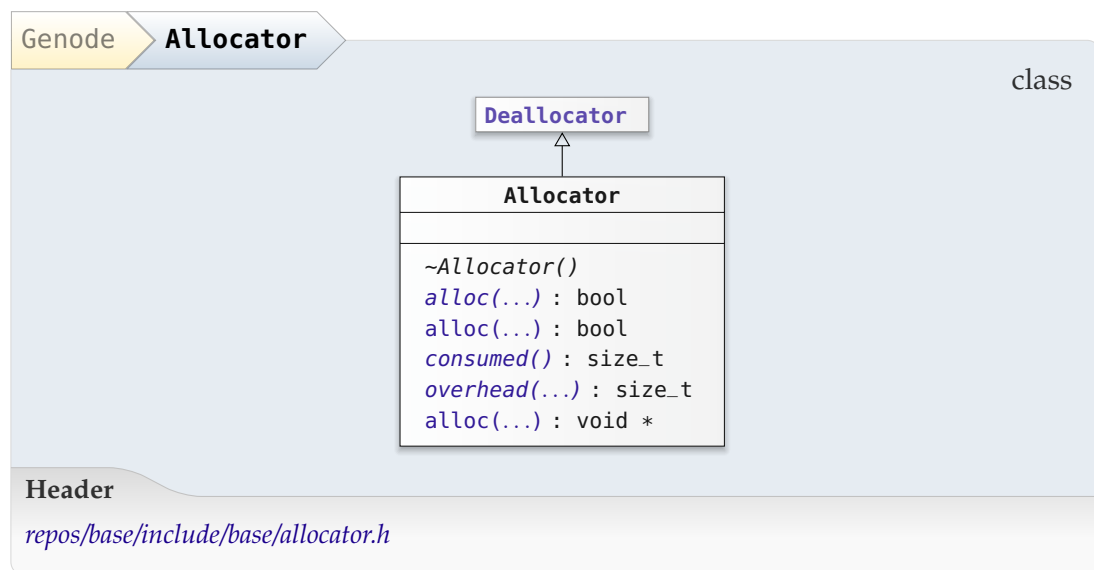 Genode Allocator
class
Deallocator
Allocator
~Allocator()
alloc(...) : bool
alloc(...) : bool
consumed() : size_t
overhead(...) : size_t
alloc(...) : void *
Header
repos/base/include/base/allocator.h